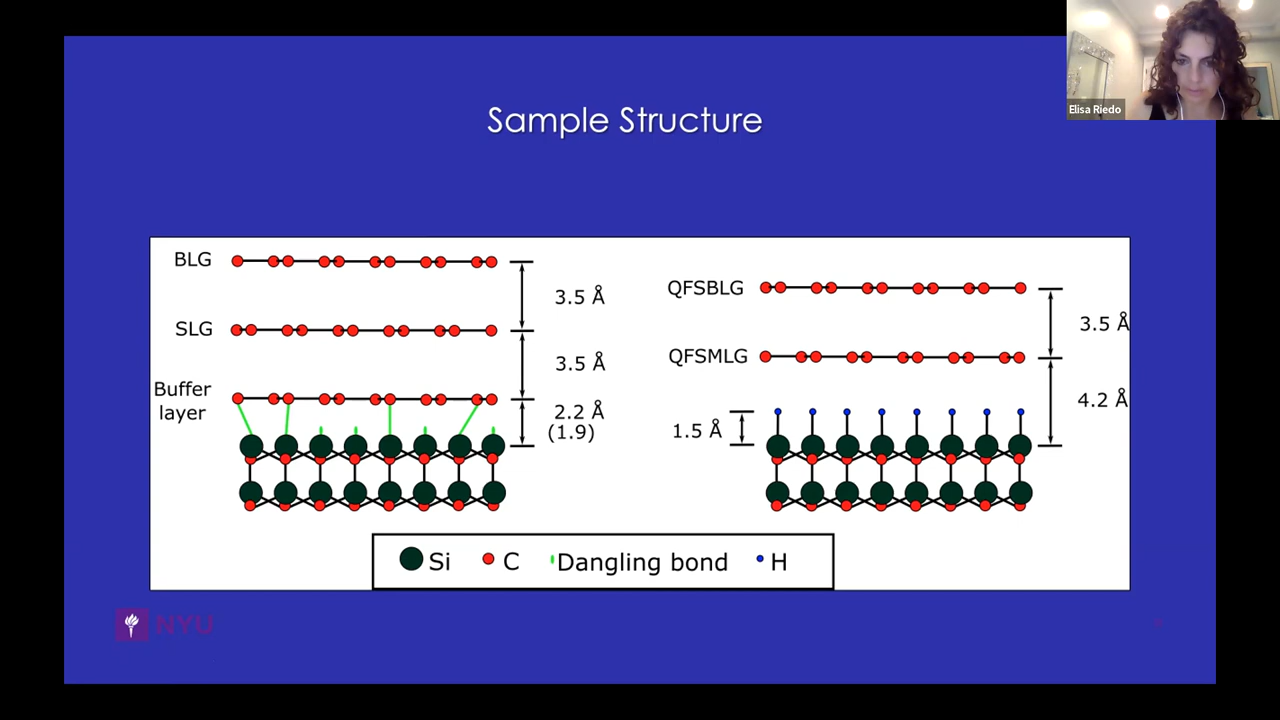 Elisa Riedo
Sample Structure
BLG
3.5 Å
SLG
3.5 Å
Buffer
layer
2.2 Å
(1.9)
QFSBLG
3.5 Å
QFSMLG
4.2 Å
1.5 Å
Si C Dangling bond H
NYU